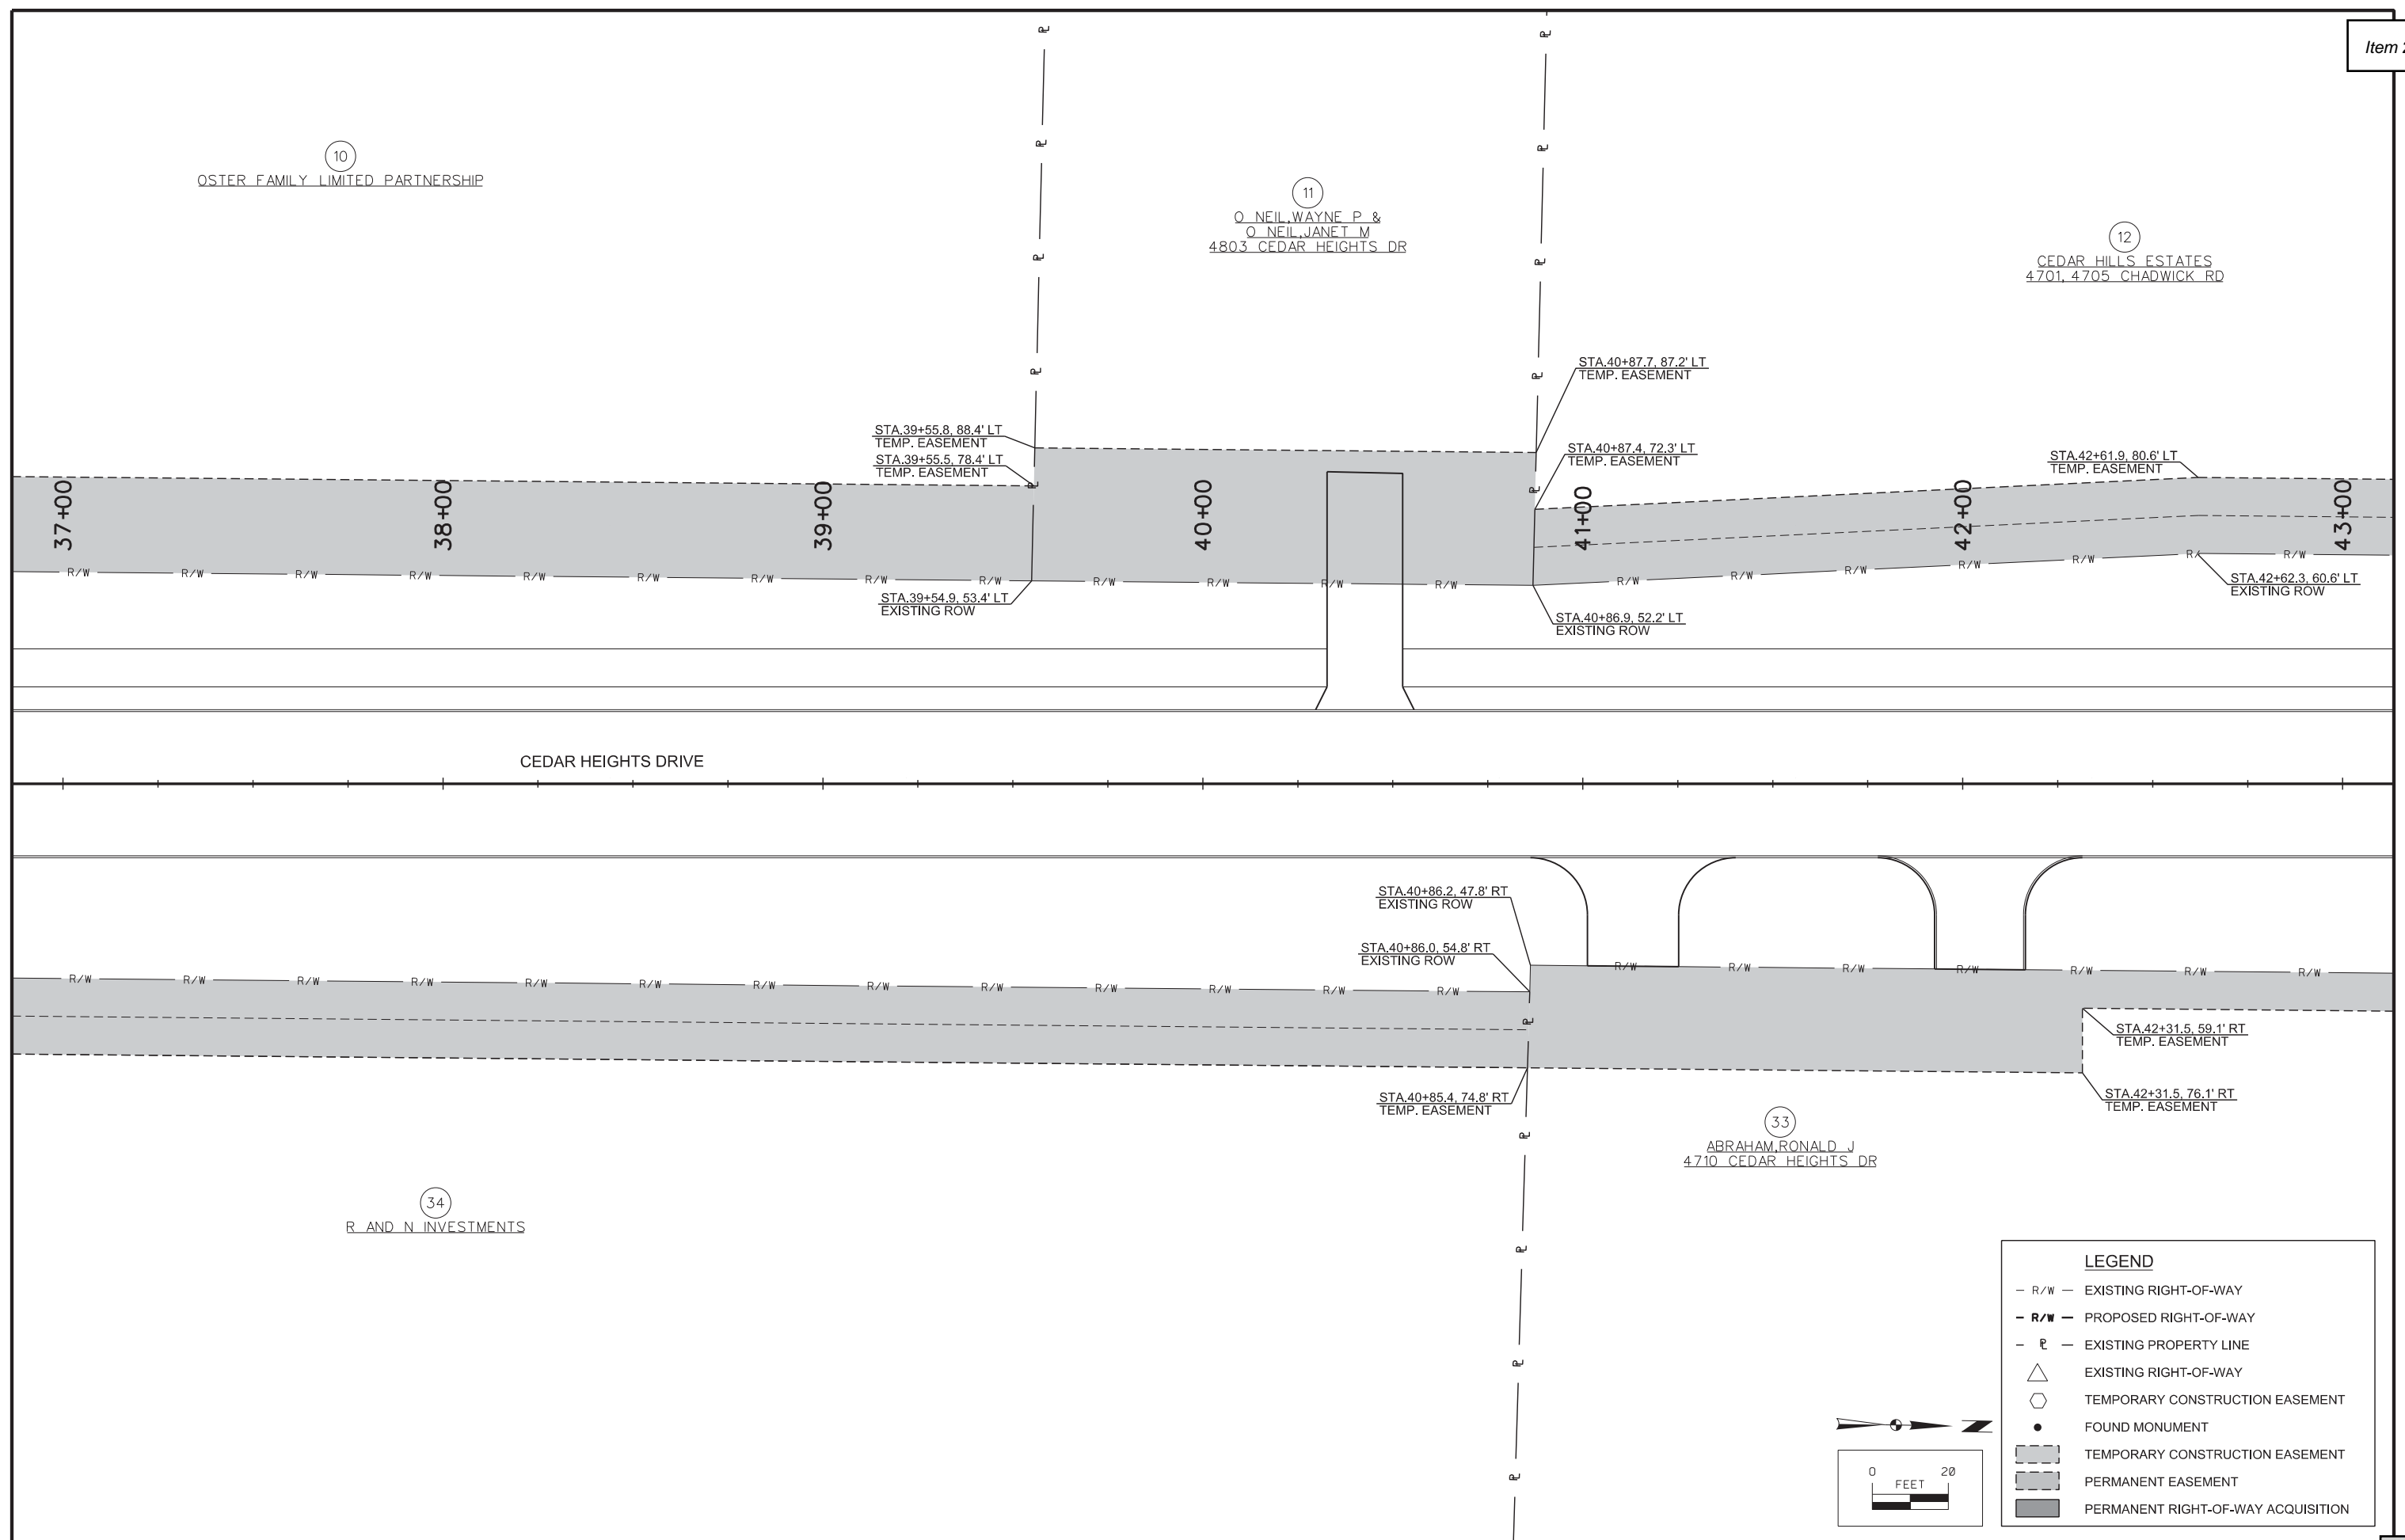 Item 2
10
OSTER FAMILY LIMITED PARTNERSHIP
11
O NEIL,WAYNE P &
O NEIL,JANET M
4803 CEDAR HEIGHTS DR
12
CEDAR HILLS ESTATES
4701, 4705 CHADWICK RD
STA.40+87.7, 87.2' LT
TEMP. EASEMENT
STA.39+55.8, 88.4' LT
TEMP. EASEMENT
STA.39+55.5, 78.4' LT
TEMP. EASEMENT
STA.40+87.4, 72.3' LT
TEMP. EASEMENT
STA.42+61.9, 80.6' LT
TEMP. EASEMENT
37+00
38+00
39+00
40+00
41+00
42+00
43+00
R/W R/W R/W R/W R/W R/W R/W R/W R/W R/W R/W R/W R/W R/W R/W R/W R/W R/W R/ R/W
STA.39+54.9, 53.4' LT
EXISTING ROW
STA.42+62.3, 60.6' LT
EXISTING ROW
STA.40+86.9, 52.2' LT
EXISTING ROW
CEDAR HEIGHTS DRIVE
STA.40+86.2, 47.8' RT
EXISTING ROW
STA.40+86.0, 54.8' RT
EXISTING ROW
R/W R/W R/W R/W R/W R/W R/W R/W R/W R/W R/W R/W R/W R/W R/W R/W R/W R/W R/W R/W
STA.42+31.5, 59.1' RT
TEMP. EASEMENT
STA.40+85.4, 74.8' RT
TEMP. EASEMENT
STA.42+31.5, 76.1' RT
TEMP. EASEMENT
33
ABRAHAM,RONALD J
4710 CEDAR HEIGHTS DR
34
R AND N INVESTMENTS
LEGEND
R/W EXISTING RIGHT-OF-WAY
R/W PROPOSED RIGHT-OF-WAY
℄ EXISTING PROPERTY LINE
EXISTING RIGHT-OF-WAY
TEMPORARY CONSTRUCTION EASEMENT
FOUND MONUMENT
TEMPORARY CONSTRUCTION EASEMENT
PERMANENT EASEMENT
PERMANENT RIGHT-OF-WAY ACQUISITION
N
0 20
FEET